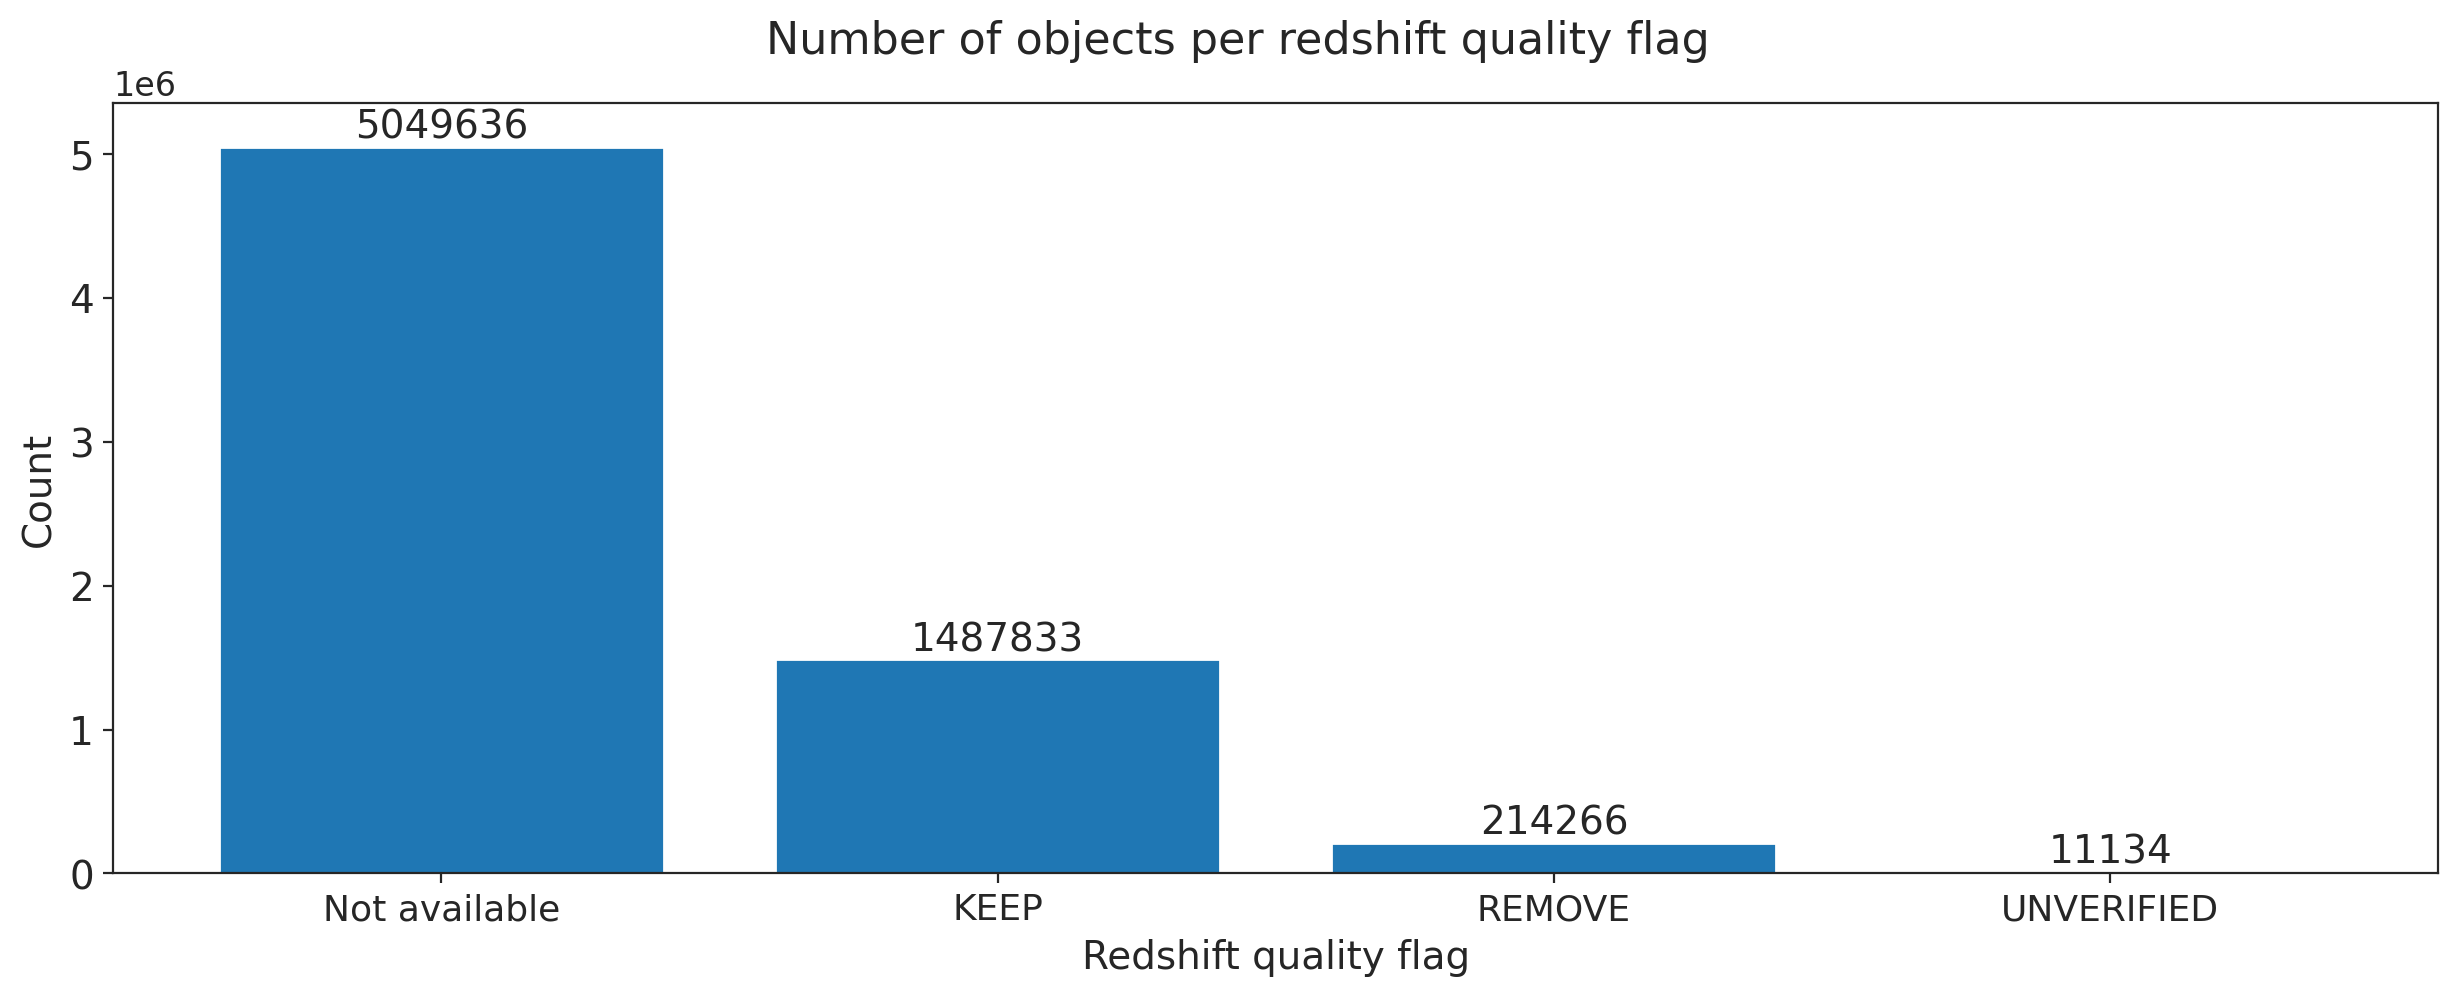 Number of objects per redshift quality flag
1e6
5049636
5
4
3
2
1487833
1
214266
11134
0
Count
Not available KEEP REMOVE UNVERIFIED
Redshift quality flag